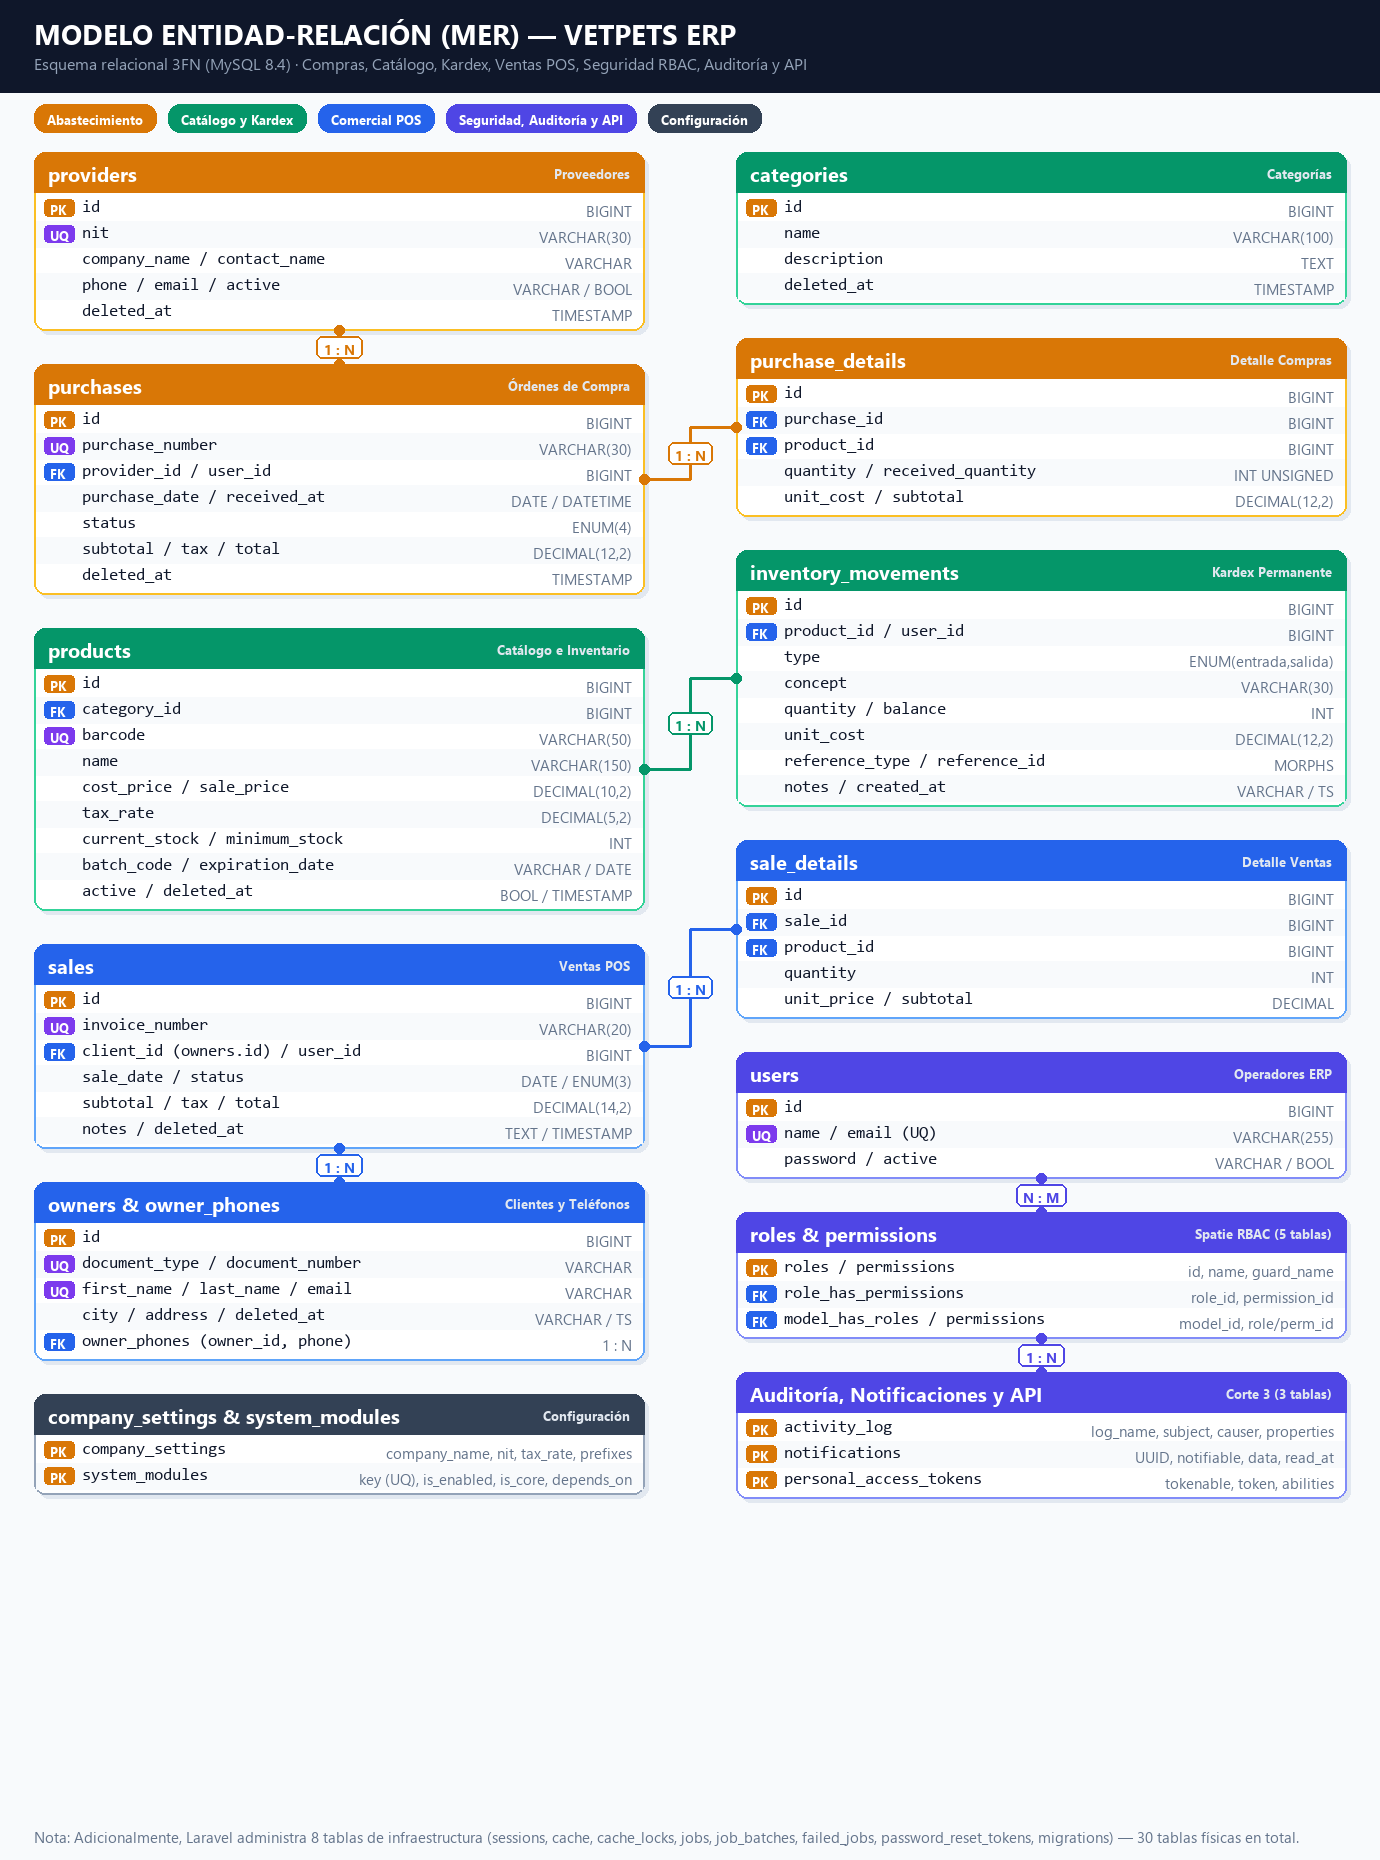 MODELO ENTIDAD-RELACIÓN (MER) — VETPETS ERP
Esquema relacional 3FN (MySQL 8.4) · Compras, Catálogo, Kardex, Ventas POS, Seguridad RBAC, Auditoría y API
Abastecimiento
Catálogo y Kardex
Comercial POS
Seguridad, Auditoría y API
Configuración
providers Proveedores
PK id BIGINT
UQ nit VARCHAR(30)
company_name / contact_name VARCHAR
phone / email / active VARCHAR / BOOL
deleted_at TIMESTAMP
1 : N
purchases Órdenes de Compra
PK id BIGINT
UQ purchase_number VARCHAR(30)
FK provider_id / user_id BIGINT
purchase_date / received_at DATE / DATETIME
status ENUM(4)
subtotal / tax / total DECIMAL(12,2)
deleted_at TIMESTAMP
1 : N
products Catálogo e Inventario
PK id BIGINT
FK category_id BIGINT
UQ barcode VARCHAR(50)
name VARCHAR(150)
cost_price / sale_price DECIMAL(10,2)
tax_rate DECIMAL(5,2)
current_stock / minimum_stock INT
batch_code / expiration_date VARCHAR / DATE
active / deleted_at BOOL / TIMESTAMP
1 : N
sales Ventas POS
PK id BIGINT
UQ invoice_number VARCHAR(20)
FK client_id (owners.id) / user_id BIGINT
sale_date / status DATE / ENUM(3)
subtotal / tax / total DECIMAL(14,2)
notes / deleted_at TEXT / TIMESTAMP
1 : N
1 : N
owners & owner_phones Clientes y Teléfonos
PK id BIGINT
UQ document_type / document_number VARCHAR
UQ first_name / last_name / email VARCHAR
city / address / deleted_at VARCHAR / TS
FK owner_phones (owner_id, phone) 1 : N
company_settings & system_modules Configuración
PK company_settings company_name, nit, tax_rate, prefixes
PK system_modules key (UQ), is_enabled, is_core, depends_on
categories Categorías
PK id BIGINT
name VARCHAR(100)
description TEXT
deleted_at TIMESTAMP
purchase_details Detalle Compras
PK id BIGINT
FK purchase_id BIGINT
FK product_id BIGINT
quantity / received_quantity INT UNSIGNED
unit_cost / subtotal DECIMAL(12,2)
inventory_movements Kardex Permanente
PK id BIGINT
FK product_id / user_id BIGINT
type ENUM(entrada,salida)
concept VARCHAR(30)
quantity / balance INT
unit_cost DECIMAL(12,2)
reference_type / reference_id MORPHS
notes / created_at VARCHAR / TS
sale_details Detalle Ventas
PK id BIGINT
FK sale_id BIGINT
FK product_id BIGINT
quantity INT
unit_price / subtotal DECIMAL
users Operadores ERP
PK id BIGINT
UQ name / email (UQ) VARCHAR(255)
password / active VARCHAR / BOOL
N : M
roles & permissions Spatie RBAC (5 tablas)
PK roles / permissions id, name, guard_name
FK role_has_permissions role_id, permission_id
FK model_has_roles / permissions model_id, role/perm_id
1 : N
Auditoría, Notificaciones y API Corte 3 (3 tablas)
PK activity_log log_name, subject, causer, properties
PK notifications UUID, notifiable, data, read_at
PK personal_access_tokens tokenable, token, abilities
Nota: Adicionalmente, Laravel administra 8 tablas de infraestructura (sessions, cache, cache_locks, jobs, job_batches, failed_jobs, password_reset_tokens, migrations) — 30 tablas físicas en total.